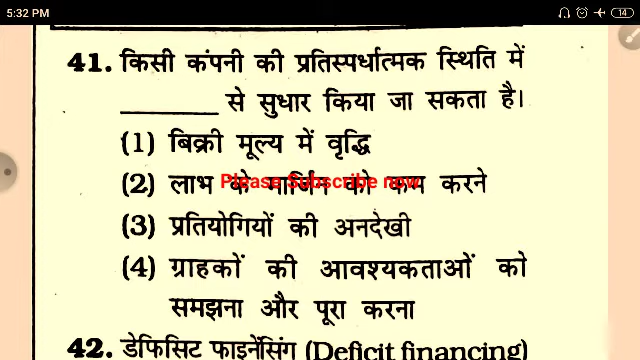 5:32 PM
14
41. किसी कंपनी की प्रतिस्पर्धात्मक स्थिति में
________ से सुधार किया जा सकता है।
(1) बिक्री मूल्य में वृद्धि
(2) लाभ के मार्जिन को कम करने
Please Subscribe now
(3) प्रतियोगियों की अनदेखी
(4) ग्राहकों की आवश्यकताओं को
समझना और पूरा करना
42. डेफिसिट फाइनेंसिंग (Deficit financing)